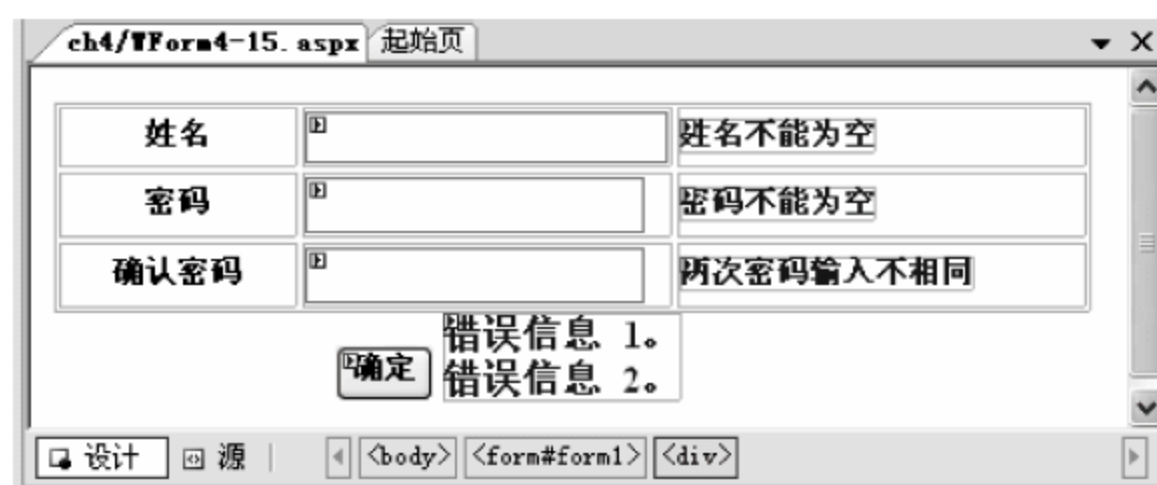 ch4/WForm4-15.aspx 起始页
姓名 姓名不能为空
密码 密码不能为空
确认密码 两次密码输入不相同
错误信息 1。
确定
错误信息 2。
设计 源 <body> <form#form1> <div>